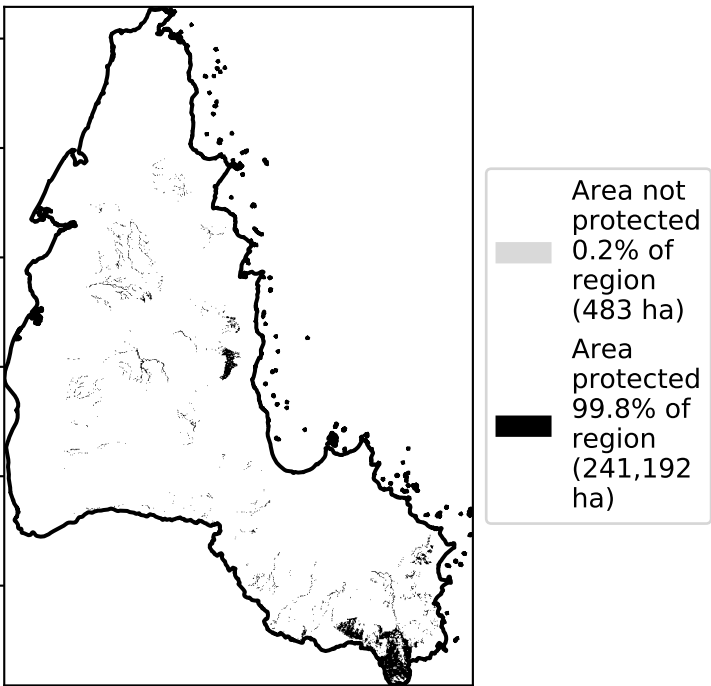 Area not
protected
0.2% of
region
(483 ha)
Area
protected
99.8% of
region
(241,192
ha)